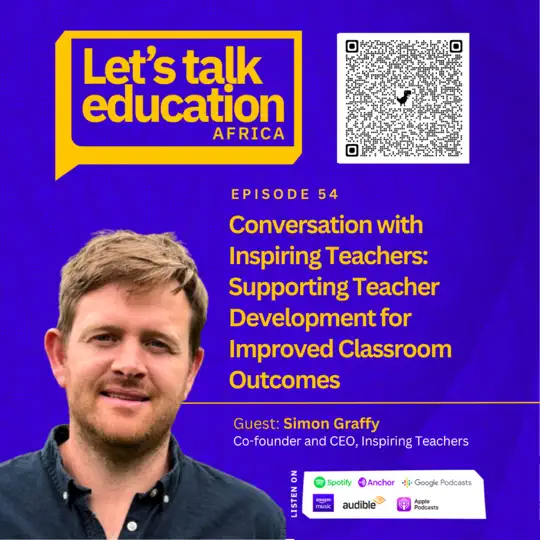 Let's talk
education
AFRICA
EPISODE 54
Conversation with
Inspiring Teachers:
Supporting Teacher
Development for
Improved Classroom
Outcomes
Guest: Simon Graffy
Co-founder and CEO, Inspiring Teachers
LISTEN ON
Spotify Anchor Google Podcasts
amazon music audible Apple Podcasts